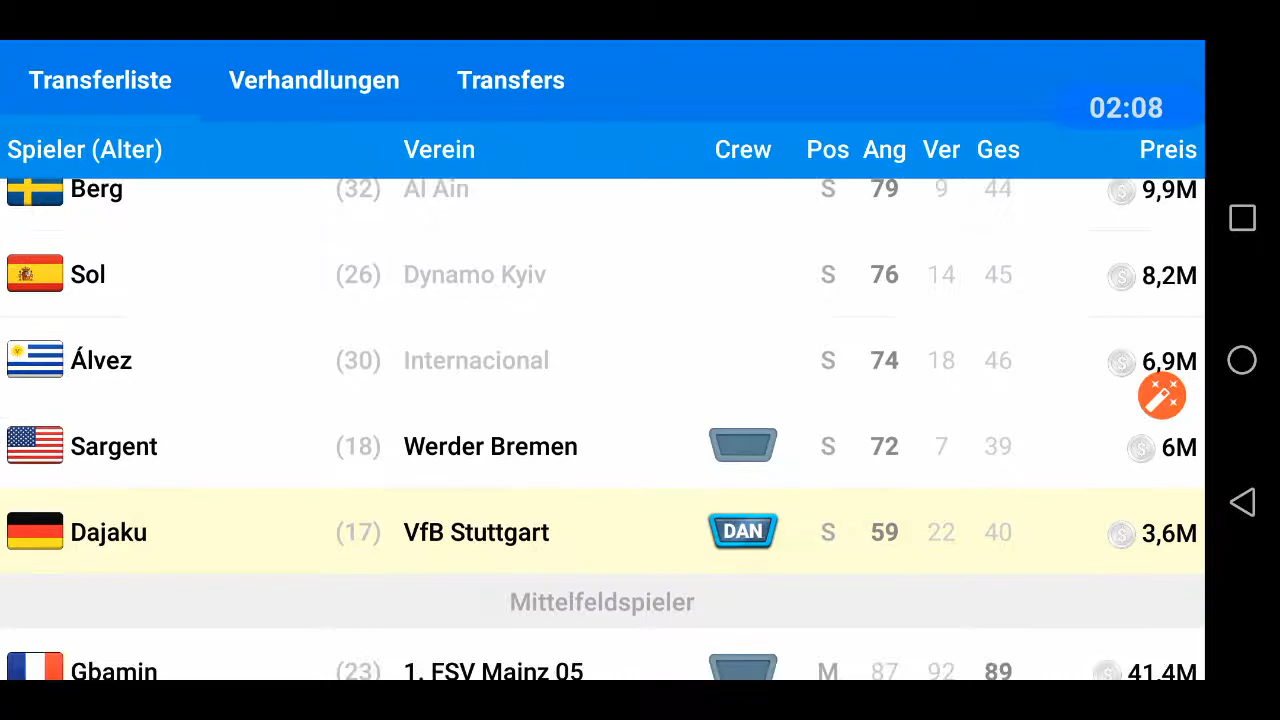 Transferliste Verhandlungen Transfers
02:08
Spieler (Alter) Verein Crew Pos Ang Ver Ges Preis
Berg (32) Al Ain S 79 9 44 9,9M
Sol (26) Dynamo Kyiv S 76 14 45 8,2M
Álvez (30) Internacional S 74 18 46 6,9M
Sargent (18) Werder Bremen S 72 7 39 6M
Dajaku (17) VfB Stuttgart DAN S 59 22 40 3,6M
Mittelfeldspieler
Gbamin (23) 1. FSV Mainz 05 M 87 92 89 41,4M